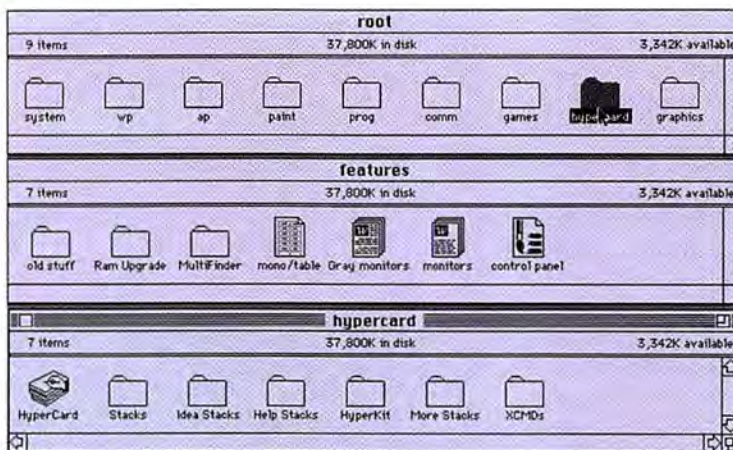 root
9 items 37,800K in disk 3,342K available
system wp ap paint prog comm games hypercard graphics
features
7 items 37,800K in disk 3,342K available
old stuff Ram Upgrade MultiFinder mono/table Gray monitors monitors control panel
hypercard
7 items 37,800K in disk 3,342K available
HyperCard Stacks Idea Stacks Help Stacks HyperKit More Stacks XCMDs